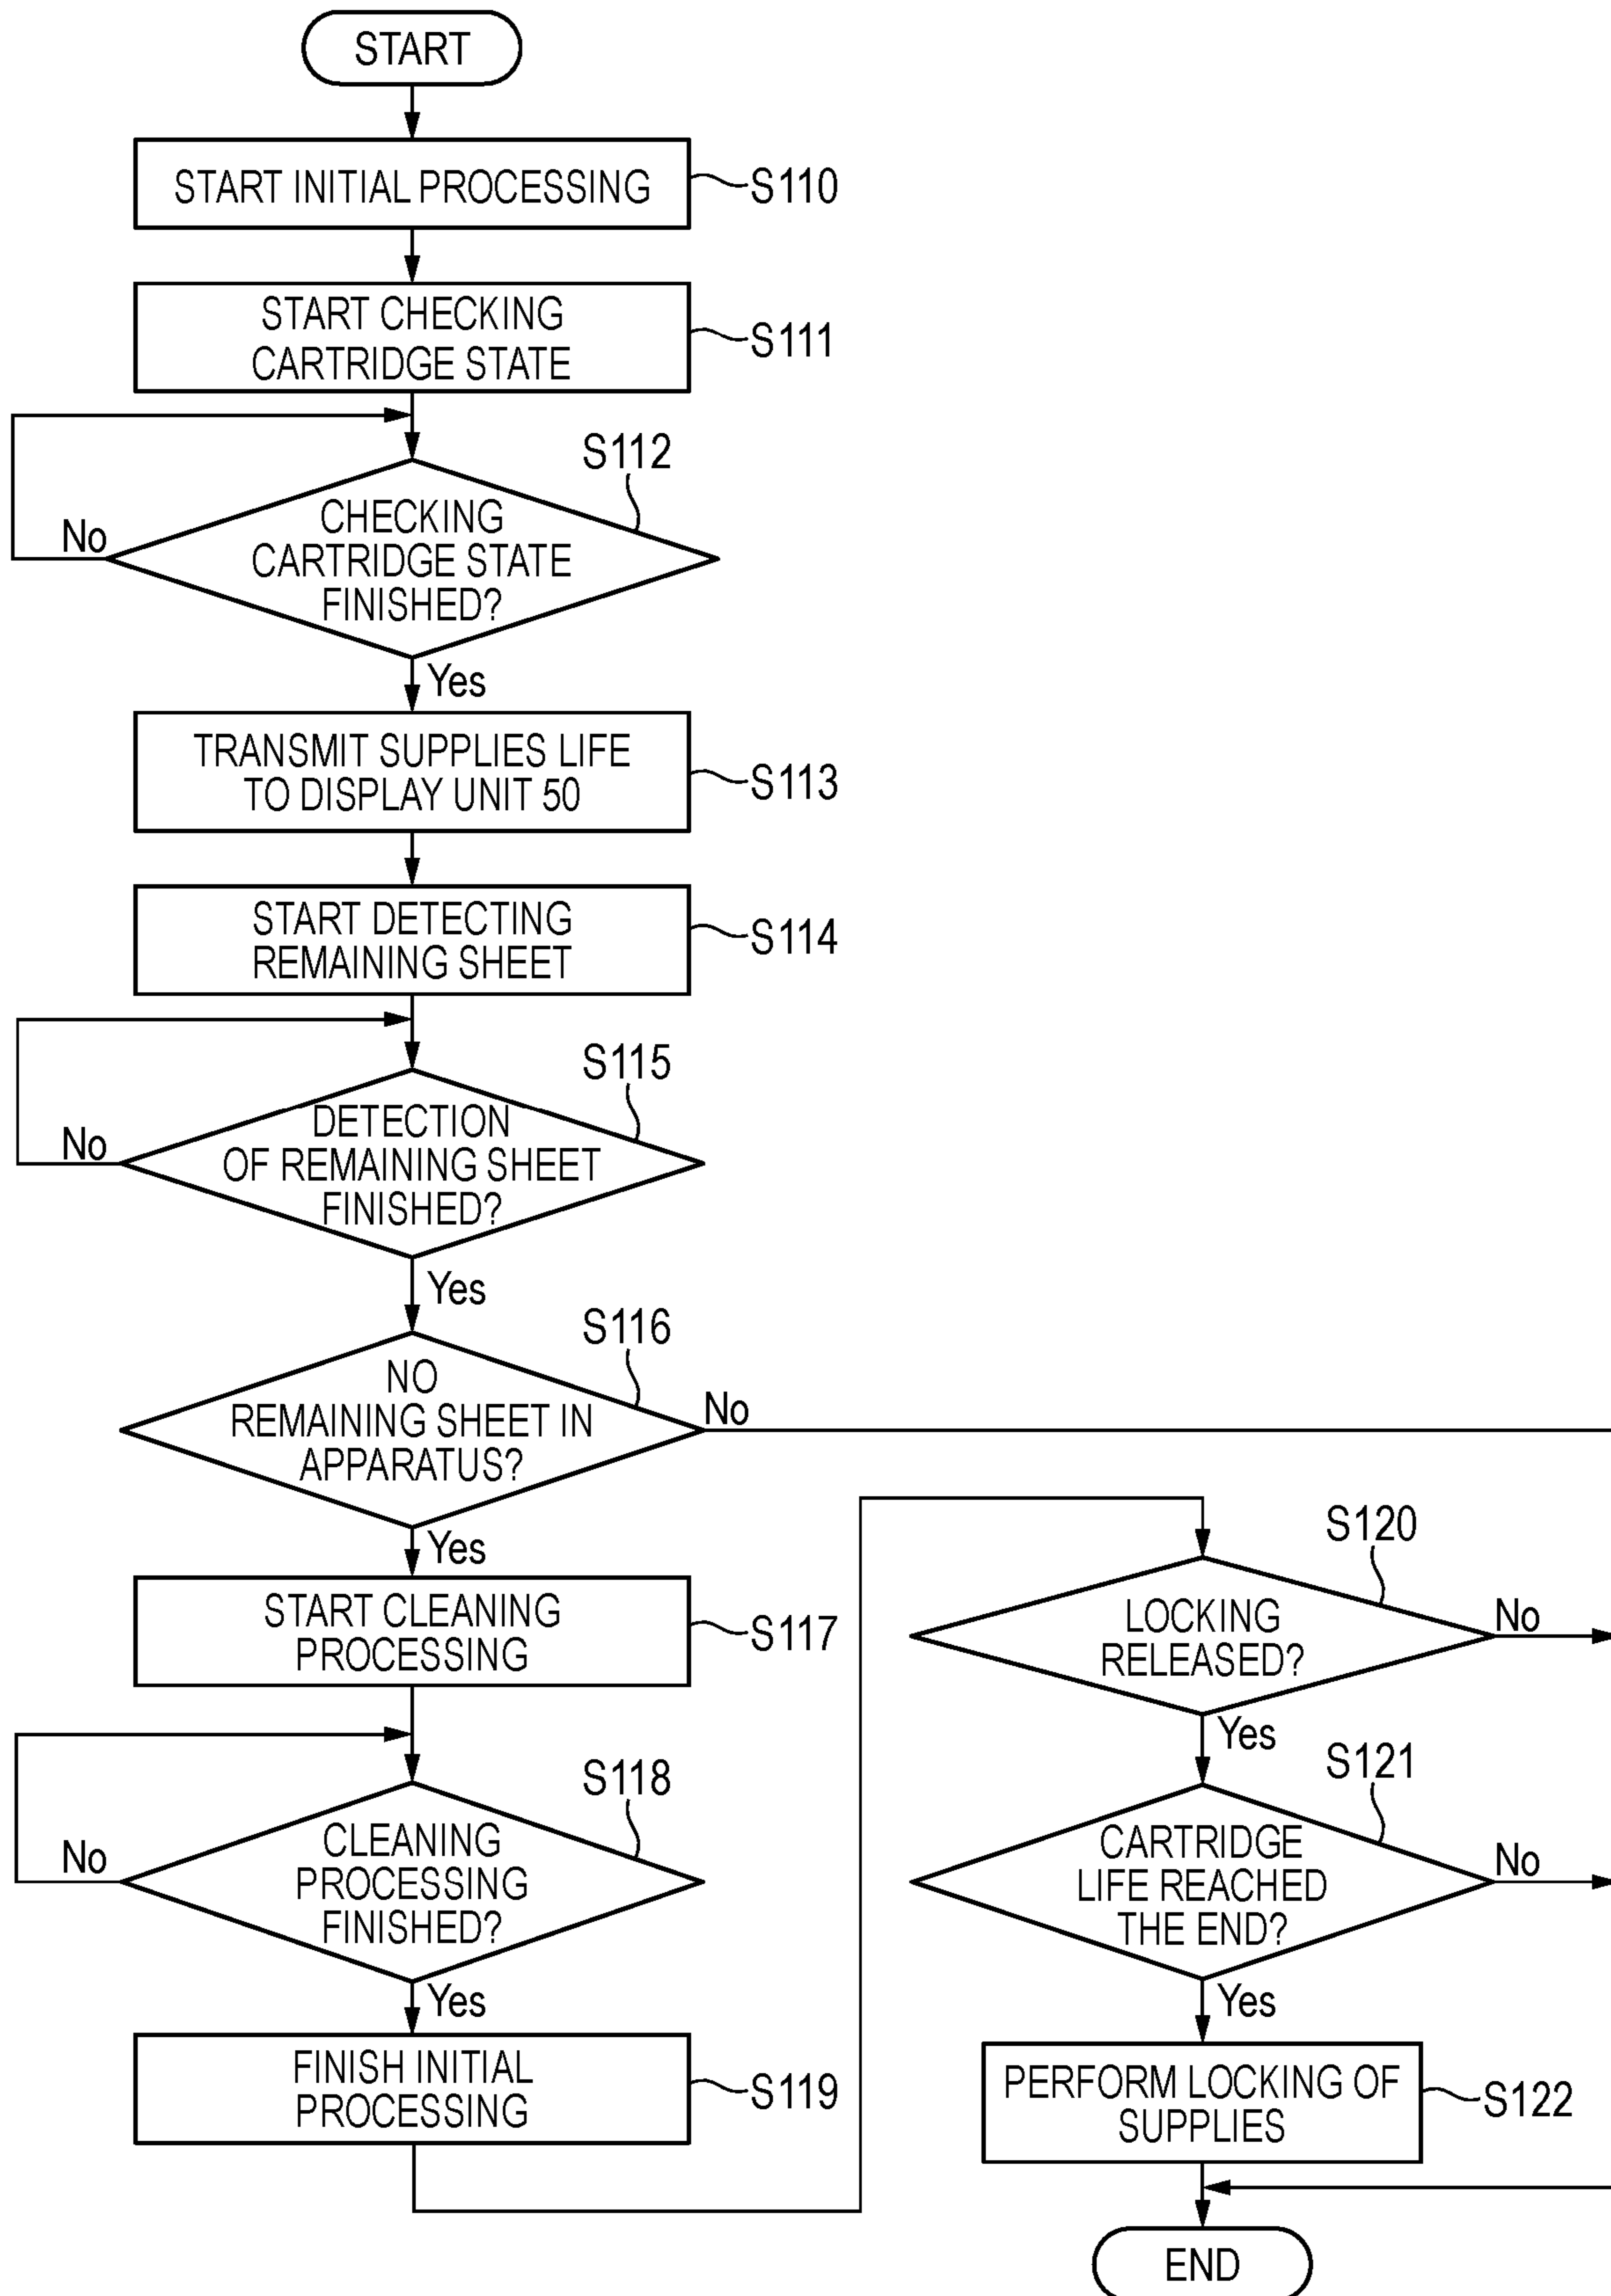 START
START INITIAL PROCESSING
S110
START CHECKING
CARTRIDGE STATE
S111
S112
CHECKING
CARTRIDGE STATE
FINISHED?
No
Yes
TRANSMIT SUPPLIES LIFE
TO DISPLAY UNIT 50
S113
START DETECTING
REMAINING SHEET
S114
S115
DETECTION
OF REMAINING SHEET
FINISHED?
No
Yes
S116
NO
REMAINING SHEET IN
APPARATUS?
No
Yes
START CLEANING
PROCESSING
S117
S118
CLEANING
PROCESSING
FINISHED?
No
Yes
FINISH INITIAL
PROCESSING
S119
S120
LOCKING
RELEASED?
No
Yes
S121
CARTRIDGE
LIFE REACHED
THE END?
No
Yes
PERFORM LOCKING OF
SUPPLIES
S122
END